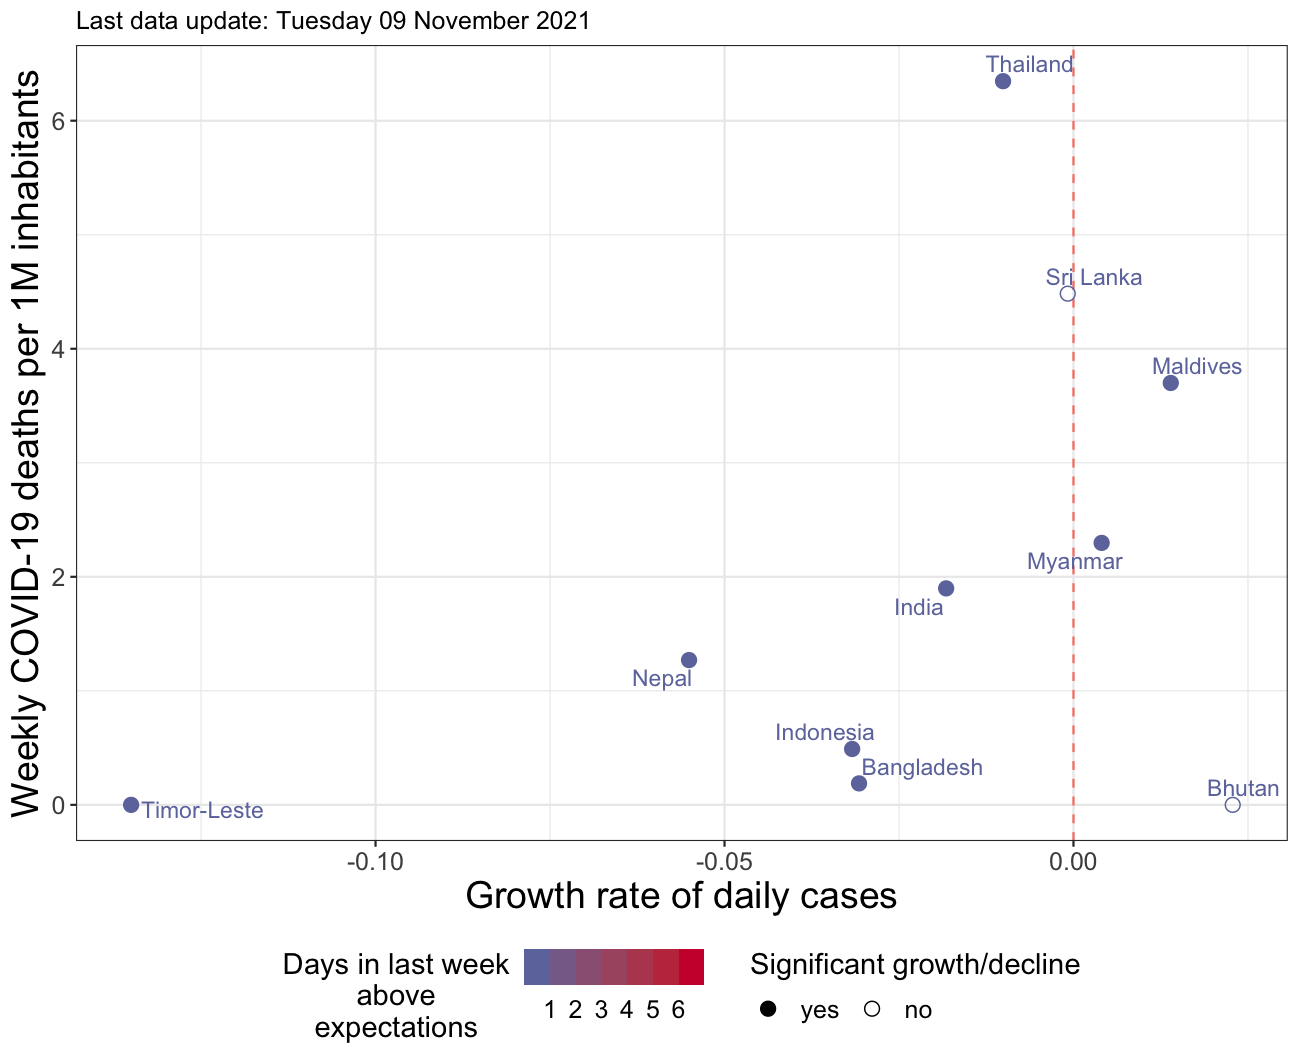 Last data update: Tuesday 09 November 2021
Weekly COVID-19 deaths per 1M inhabitants
6
4
2
0
Thailand
Sri Lanka
Maldives
Myanmar
India
Nepal
Indonesia
Bangladesh
Bhutan
Timor-Leste
-0.10 -0.05 0.00
Growth rate of daily cases
Days in last week
above
expectations
1 2 3 4 5 6
Significant growth/decline
yes no